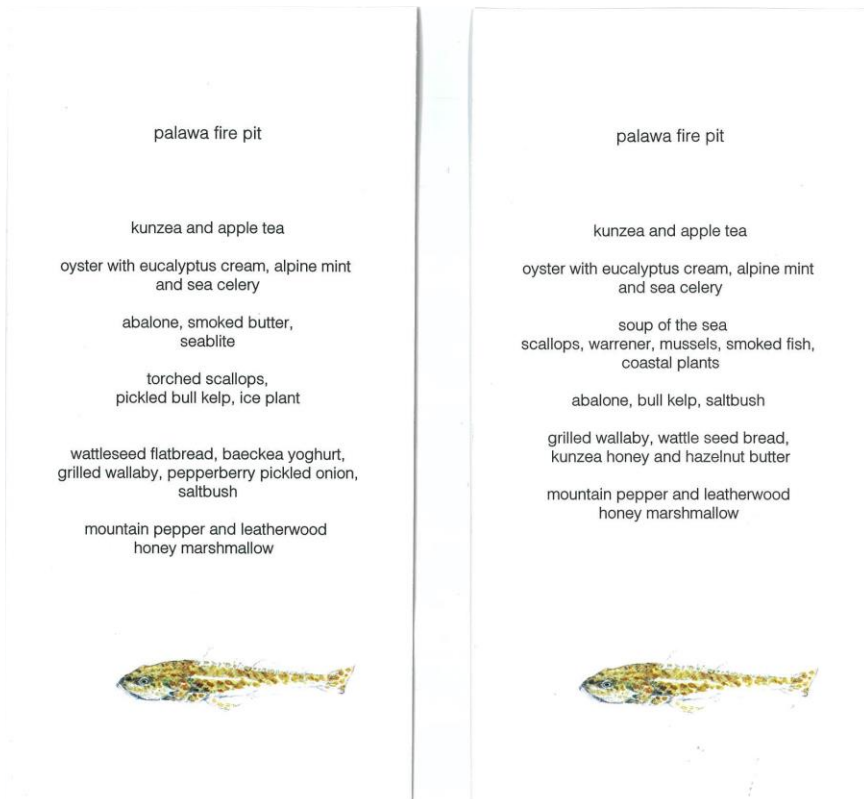 palawa fire pit
kunzea and apple tea
oyster with eucalyptus cream, alpine mint
and sea celery
abalone, smoked butter,
seablite
torched scallops,
pickled bull kelp, ice plant
wattleseed flatbread, baeckea yoghurt,
grilled wallaby, pepperberry pickled onion,
saltbush
mountain pepper and leatherwood
honey marshmallow
palawa fire pit
kunzea and apple tea
oyster with eucalyptus cream, alpine mint
and sea celery
soup of the sea
scallops, warrener, mussels, smoked fish,
coastal plants
abalone, bull kelp, saltbush
grilled wallaby, wattle seed bread,
kunzea honey and hazelnut butter
mountain pepper and leatherwood
honey marshmallow